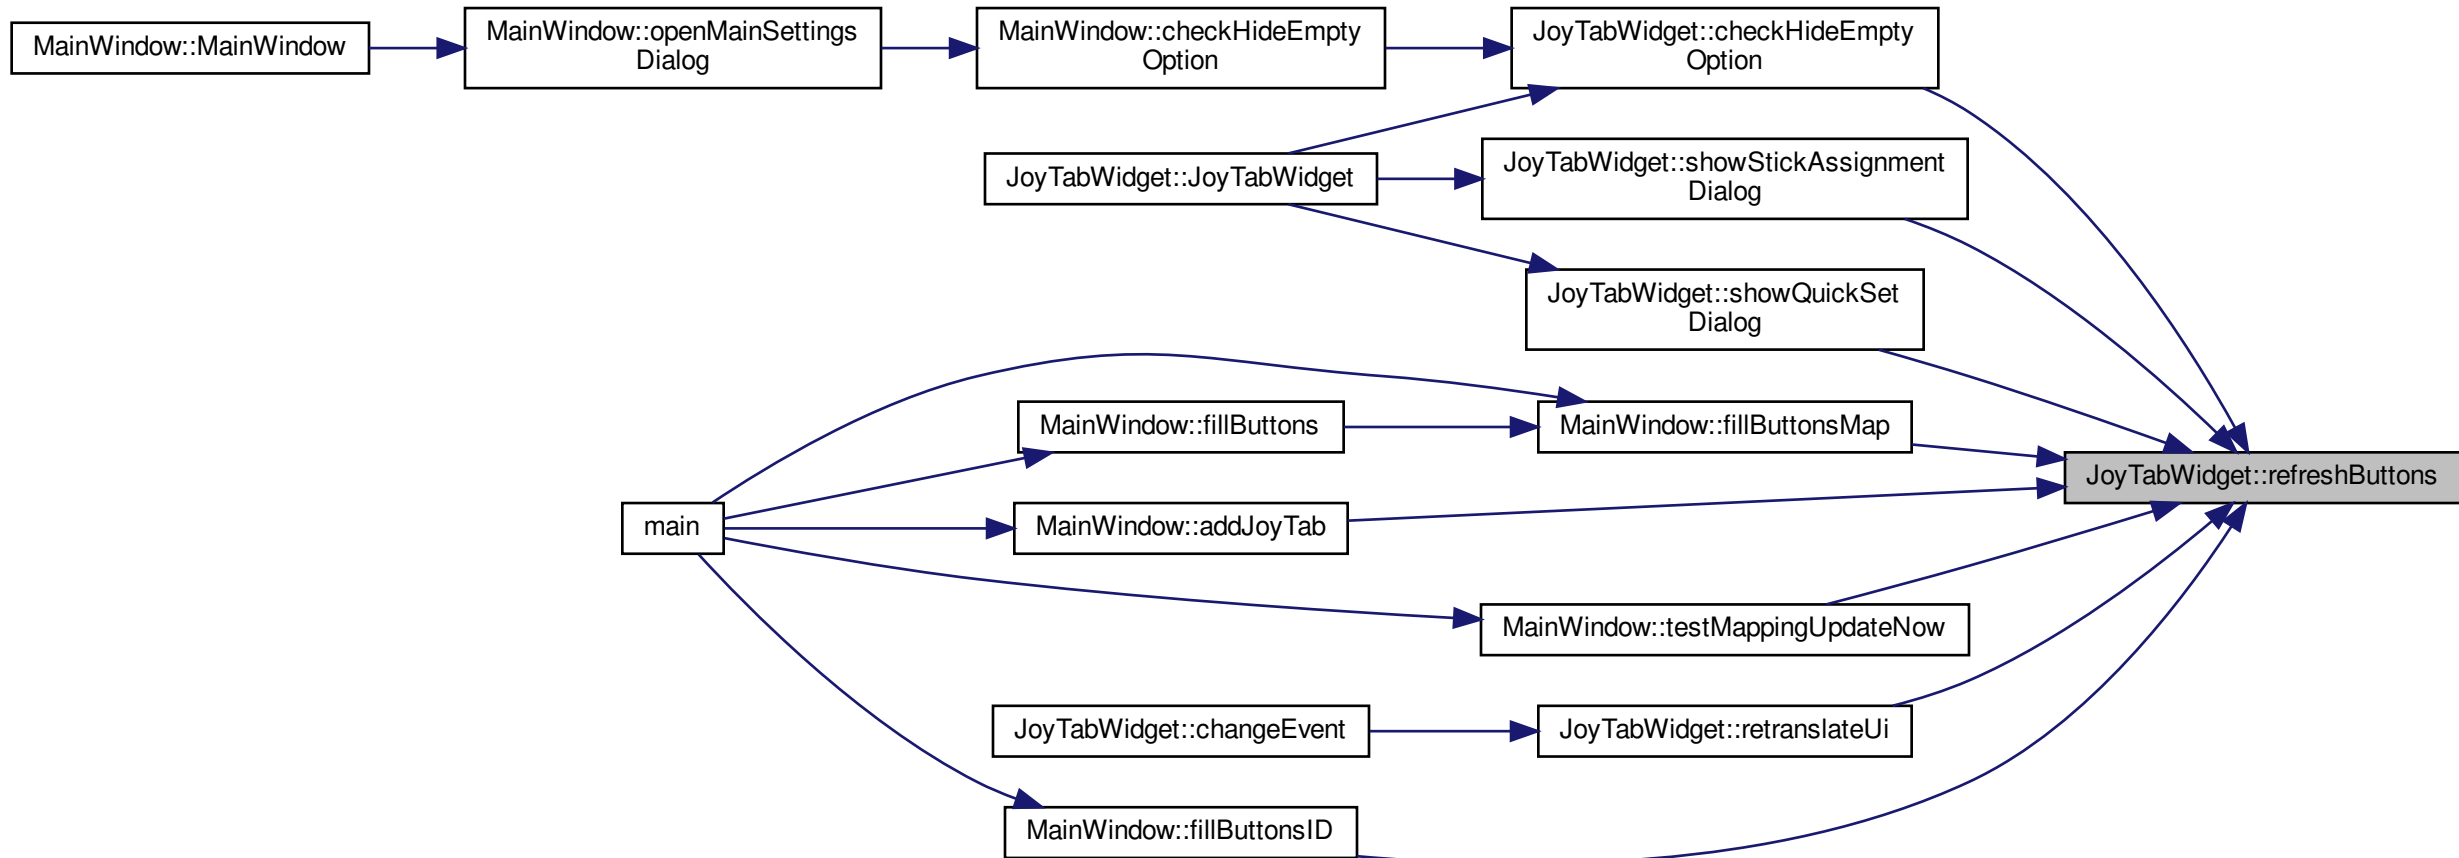 MainWindow::MainWindow
MainWindow::openMainSettings
Dialog
MainWindow::checkHideEmpty
Option
JoyTabWidget::checkHideEmpty
Option
JoyTabWidget::JoyTabWidget
JoyTabWidget::showStickAssignment
Dialog
JoyTabWidget::showQuickSet
Dialog
MainWindow::fillButtons
MainWindow::fillButtonsMap
JoyTabWidget::refreshButtons
main
MainWindow::addJoyTab
MainWindow::testMappingUpdateNow
JoyTabWidget::changeEvent
JoyTabWidget::retranslateUi
MainWindow::fillButtonsID